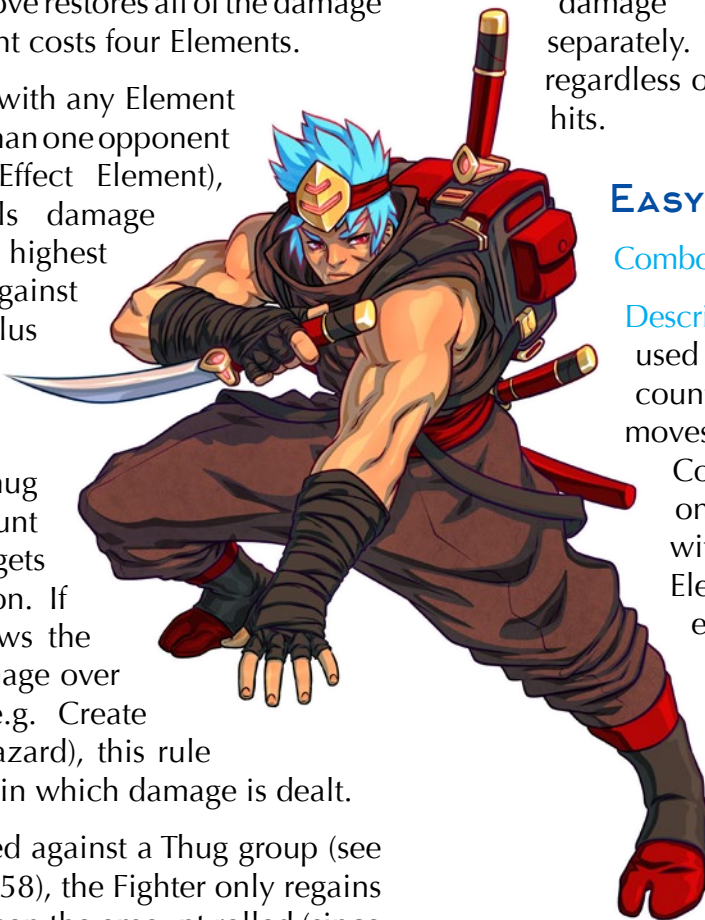 ove restores all of the damage
nt costs four Elements.
with any Element
han one opponent
Effect Element),
ls damage
highest
gainst
lus
ug
unt
gets
on. If
ws the
age over
e.g. Create
azard), this rule
in which damage is dealt.
ed against a Thug group (see
58), the Fighter only regains
damage
separately.
regardless o
hits.
Easy
Combo
Descri
used
coun
moves
Co
on
wi
Ele
e